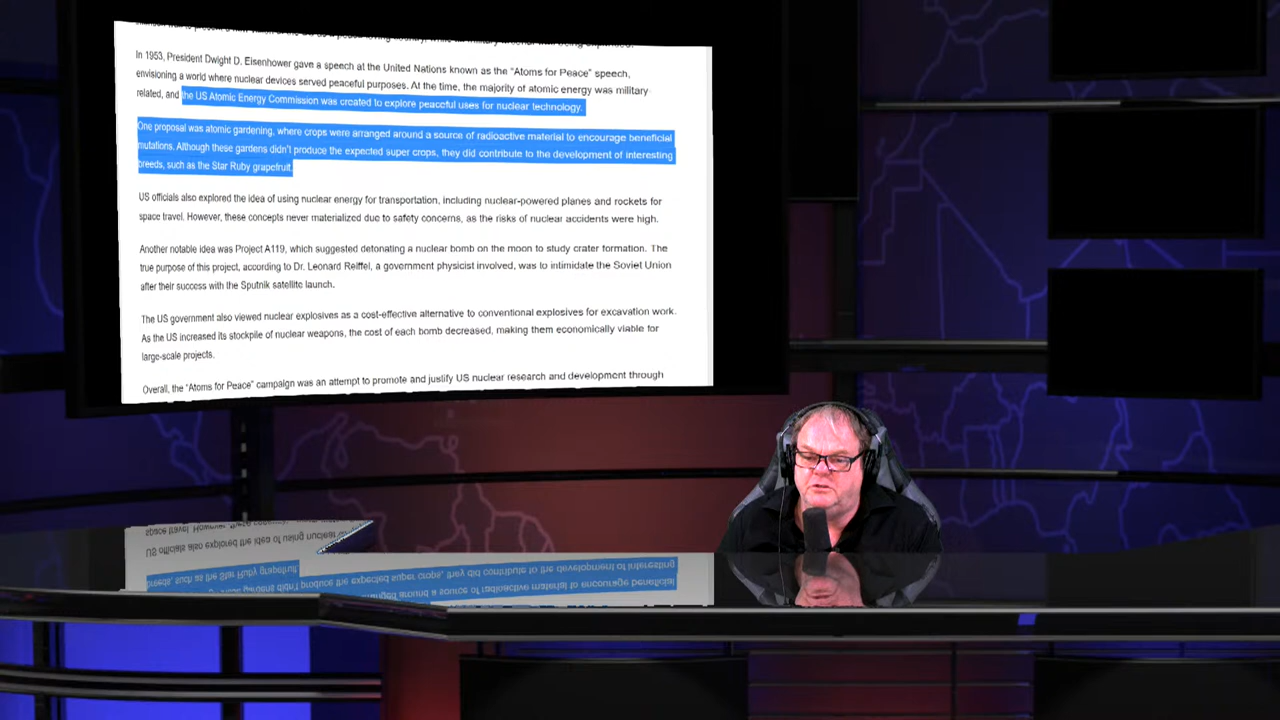 In 1953, President Dwight D. Eisenhower gave a speech at the United Nations known as the “Atoms for Peace” speech,
envisioning a world where nuclear devices served peaceful purposes. At the time, the majority of atomic energy was military
related, and the US Atomic Energy Commission was created to explore peaceful uses for nuclear technology.
One proposal was atomic gardening, where crops were arranged around a source of radioactive material to encourage beneficial
mutations. Although these gardens didn't produce the expected super crops, they did contribute to the development of interesting
breeds, such as the Star Ruby grapefruit.
US officials also explored the idea of using nuclear energy for transportation, including nuclear-powered planes and rockets for
space travel. However, these concepts never materialized due to safety concerns, as the risks of nuclear accidents were high.
Another notable idea was Project A119, which suggested detonating a nuclear bomb on the moon to study crater formation. The
true purpose of this project, according to Dr. Leonard Reiffel, a government physicist involved, was to intimidate the Soviet Union
after their success with the Sputnik satellite launch.
The US government also viewed nuclear explosives as a cost-effective alternative to conventional explosives for excavation work.
As the US increased its stockpile of nuclear weapons, the cost of each bomb decreased, making them economically viable for
large-scale projects.
Overall, the “Atoms for Peace” campaign was an attempt to promote and justify US nuclear research and development through